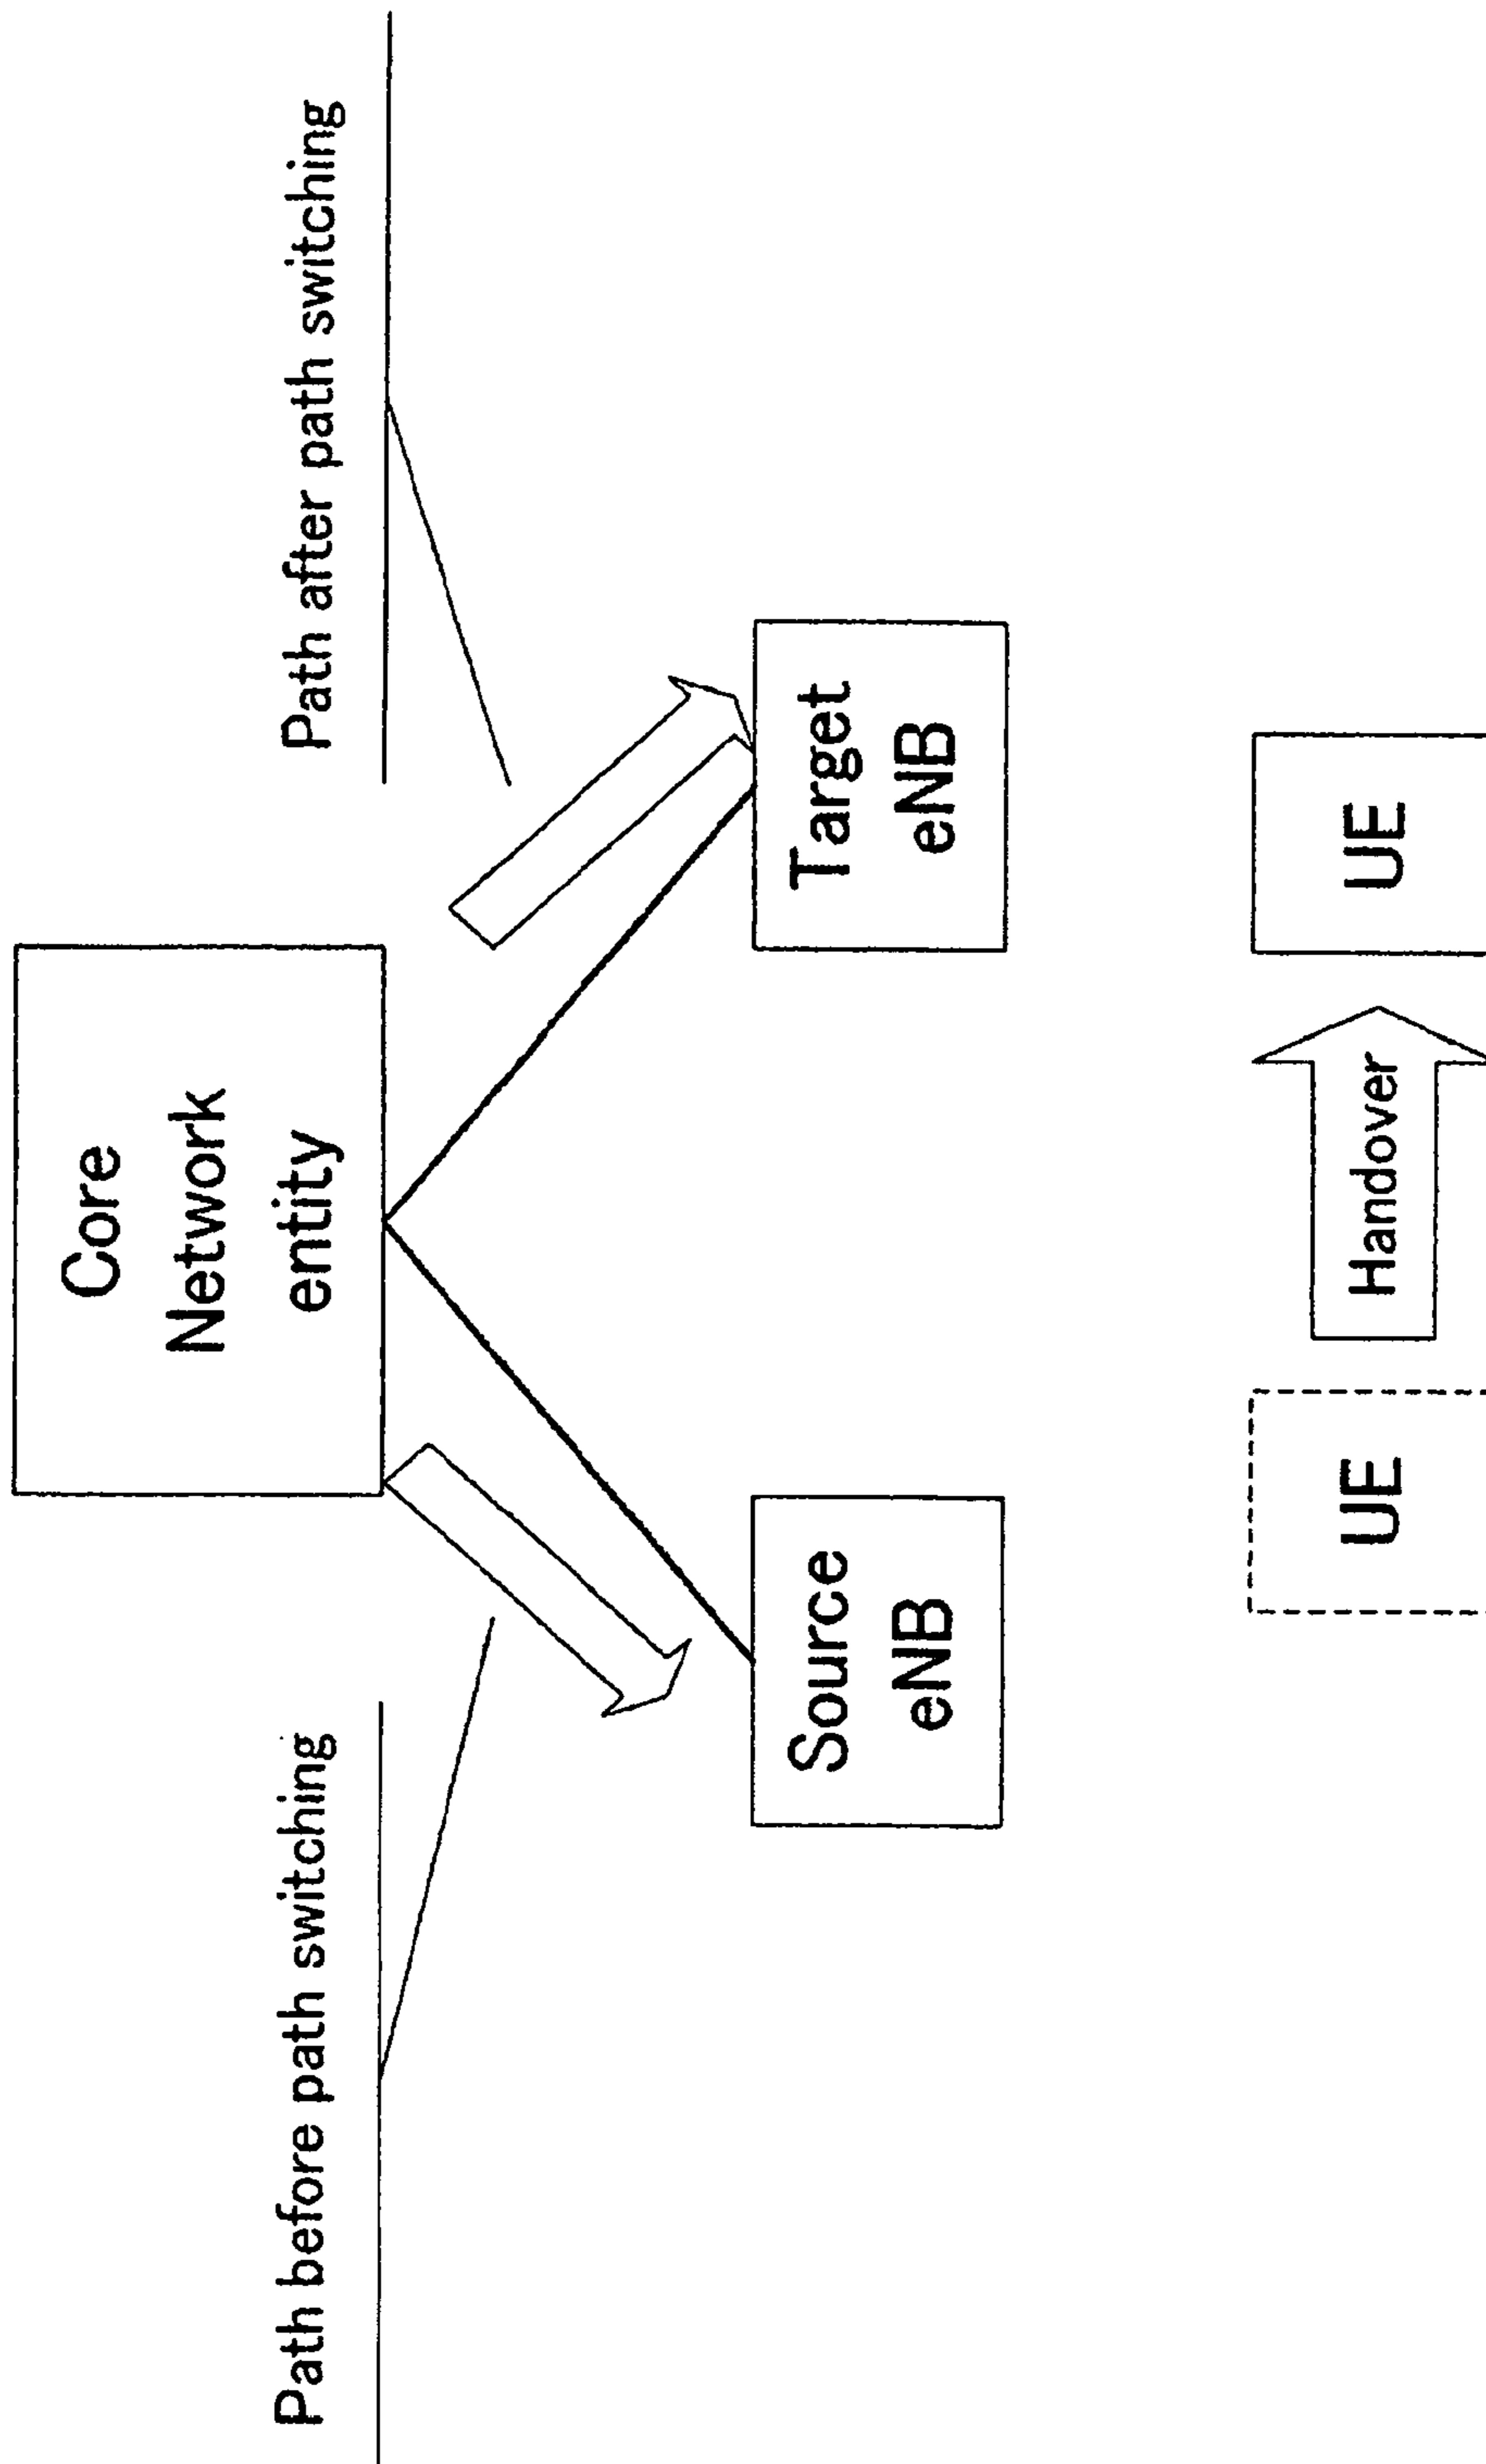 Core
Network
entity
Path before path switching
Path after path switching
Source
eNB
Target
eNB
UE
Handover
UE